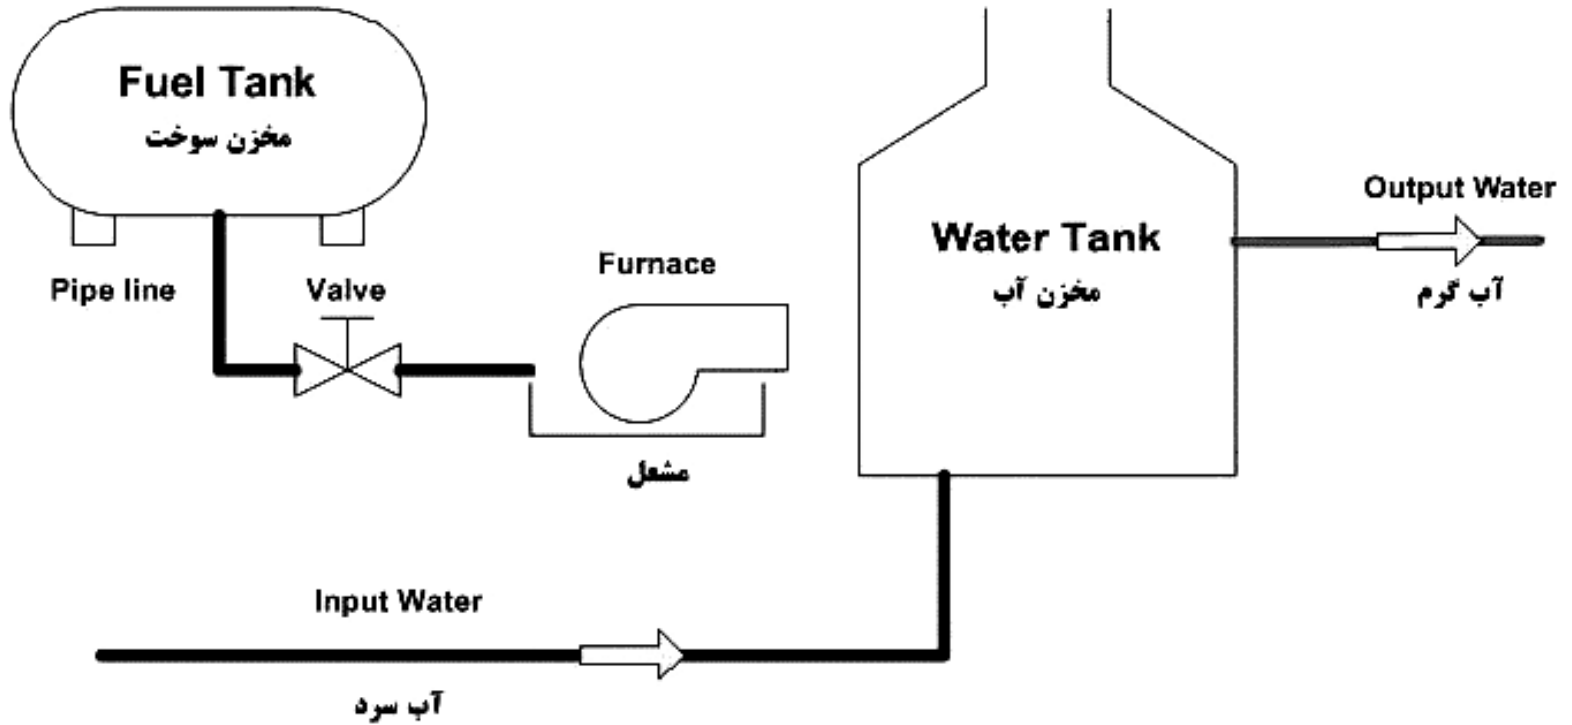 Fuel Tank
مخزن سوخت
Pipe line
Valve
Furnace
مشعل
Water Tank
مخزن آب
Output Water
آب گرم
Input Water
آب سرد